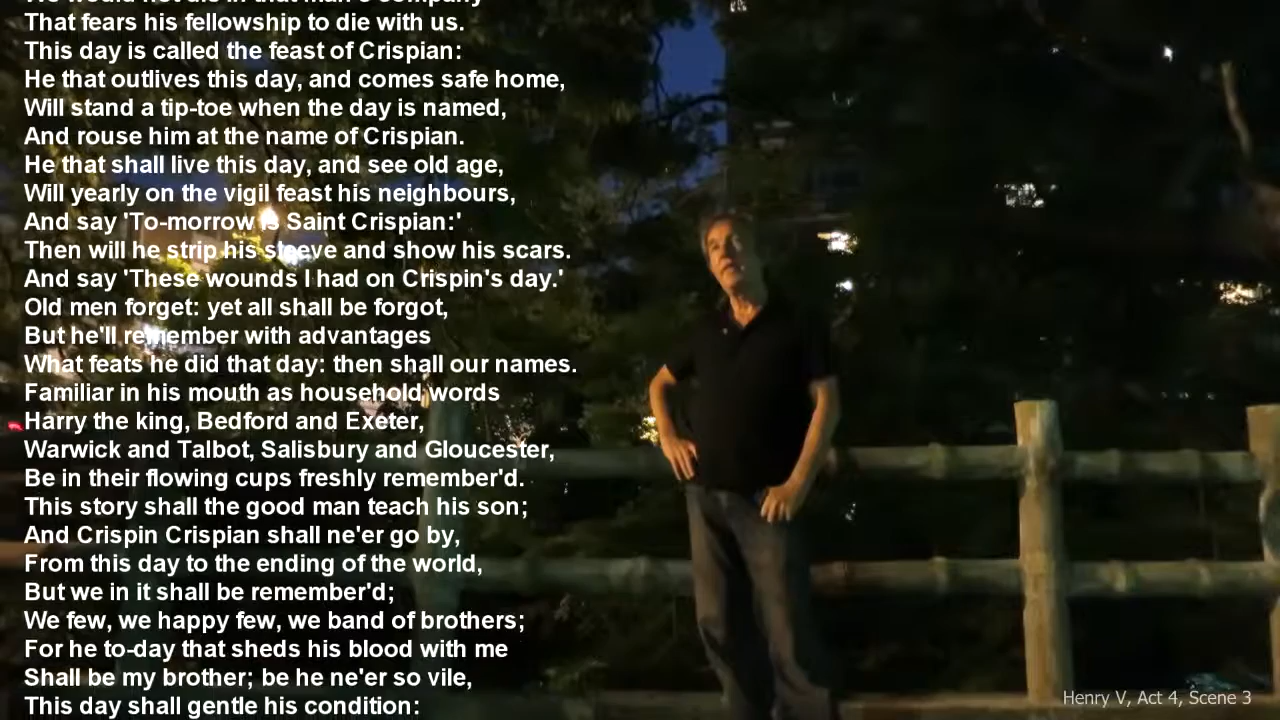 We would not die in that man's company
That fears his fellowship to die with us.
This day is called the feast of Crispian:
He that outlives this day, and comes safe home,
Will stand a tip-toe when the day is named,
And rouse him at the name of Crispian.
He that shall live this day, and see old age,
Will yearly on the vigil feast his neighbours,
And say 'To-morrow is Saint Crispian:'
Then will he strip his sleeve and show his scars.
And say 'These wounds I had on Crispin's day.'
Old men forget: yet all shall be forgot,
But he'll remember with advantages
What feats he did that day: then shall our names.
Familiar in his mouth as household words
Harry the king, Bedford and Exeter,
Warwick and Talbot, Salisbury and Gloucester,
Be in their flowing cups freshly remember'd.
This story shall the good man teach his son;
And Crispin Crispian shall ne'er go by,
From this day to the ending of the world,
But we in it shall be remember'd;
We few, we happy few, we band of brothers;
For he to-day that sheds his blood with me
Shall be my brother; be he ne'er so vile,
This day shall gentle his condition:
Henry V, Act 4, Scene 3